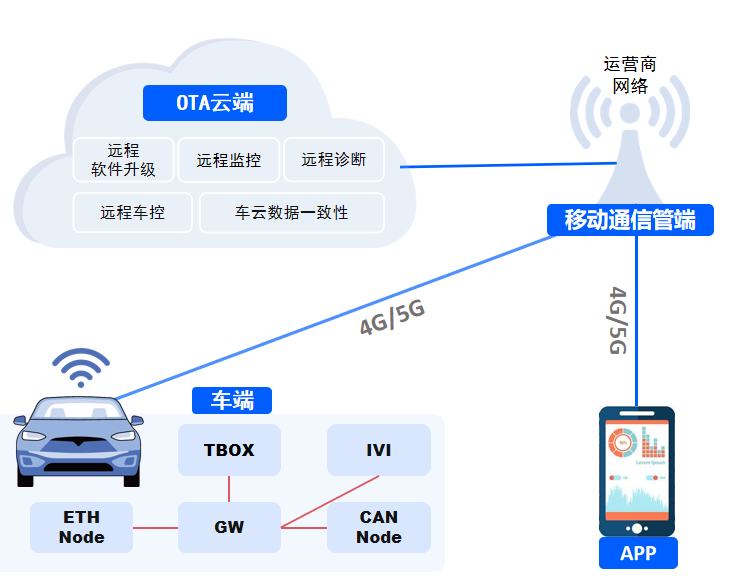 运营商
网络
OTA云端
远程
软件升级
远程监控
远程诊断
远程车控
车云数据一致性
移动通信管端
4G/5G
4G/5G
车端
TBOX
IVI
ETH
Node
GW
CAN
Node
Lorem Ipsum
APP